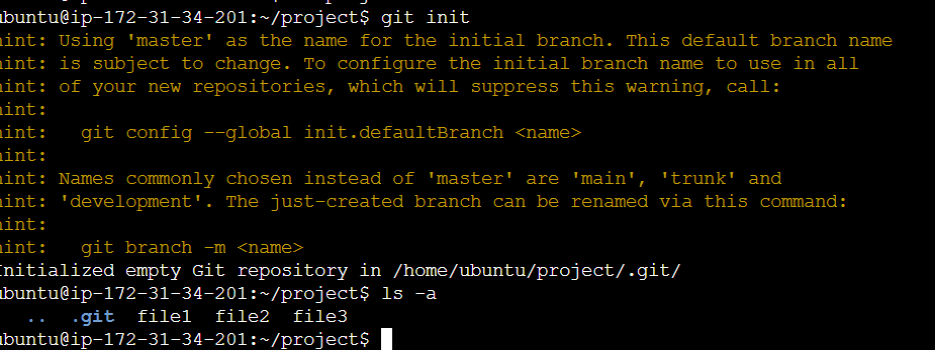 ubuntu@ip-172-31-34-201:~/project$ git init
hint: Using 'master' as the name for the initial branch. This default branch name
hint: is subject to change. To configure the initial branch name to use in all
hint: of your new repositories, which will suppress this warning, call:
hint:
hint:   git config --global init.defaultBranch <name>
hint:
hint: Names commonly chosen instead of 'master' are 'main', 'trunk' and
hint: 'development'. The just-created branch can be renamed via this command:
hint:
hint:   git branch -m <name>
Initialized empty Git repository in /home/ubuntu/project/.git/
ubuntu@ip-172-31-34-201:~/project$ ls -a
..  .git  file1  file2  file3
ubuntu@ip-172-31-34-201:~/project$